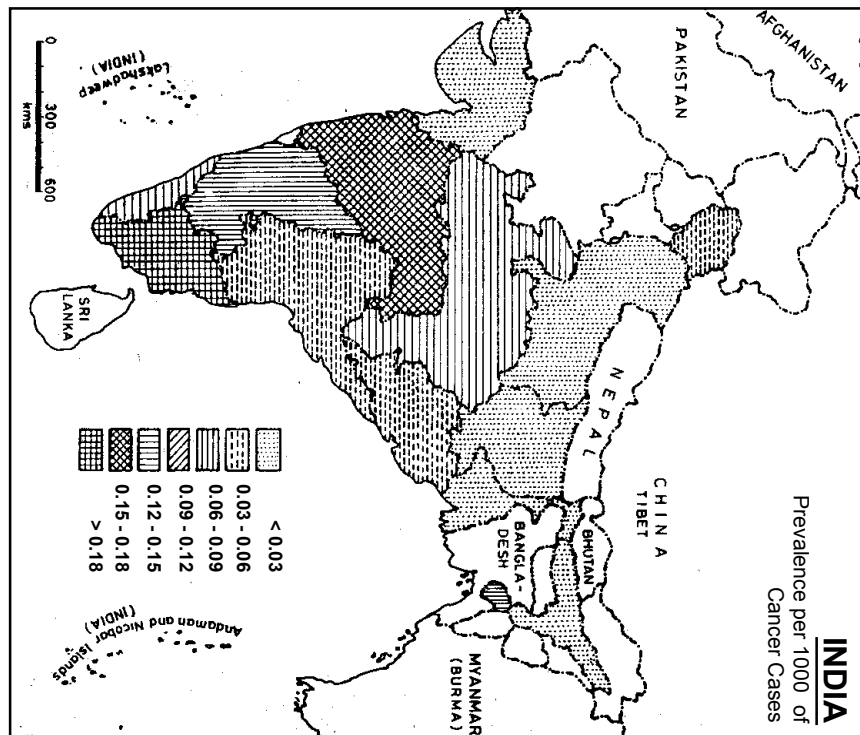 INDIA
Prevalence per 1000 of
Cancer Cases
AFGHANISTAN
PAKISTAN
CHINA
TIBET
NEPAL
BHUTAN
BANGLA-
DESH
MYANMAR
(BURMA)
SRI
LANKA
Lakshadweep
(INDIA)
Andaman and Nicobar Islands
(INDIA)
0 300 600
kms
< 0.03
0.03 - 0.06
0.06 - 0.09
0.09 - 0.12
0.12 - 0.15
0.15 - 0.18
> 0.18